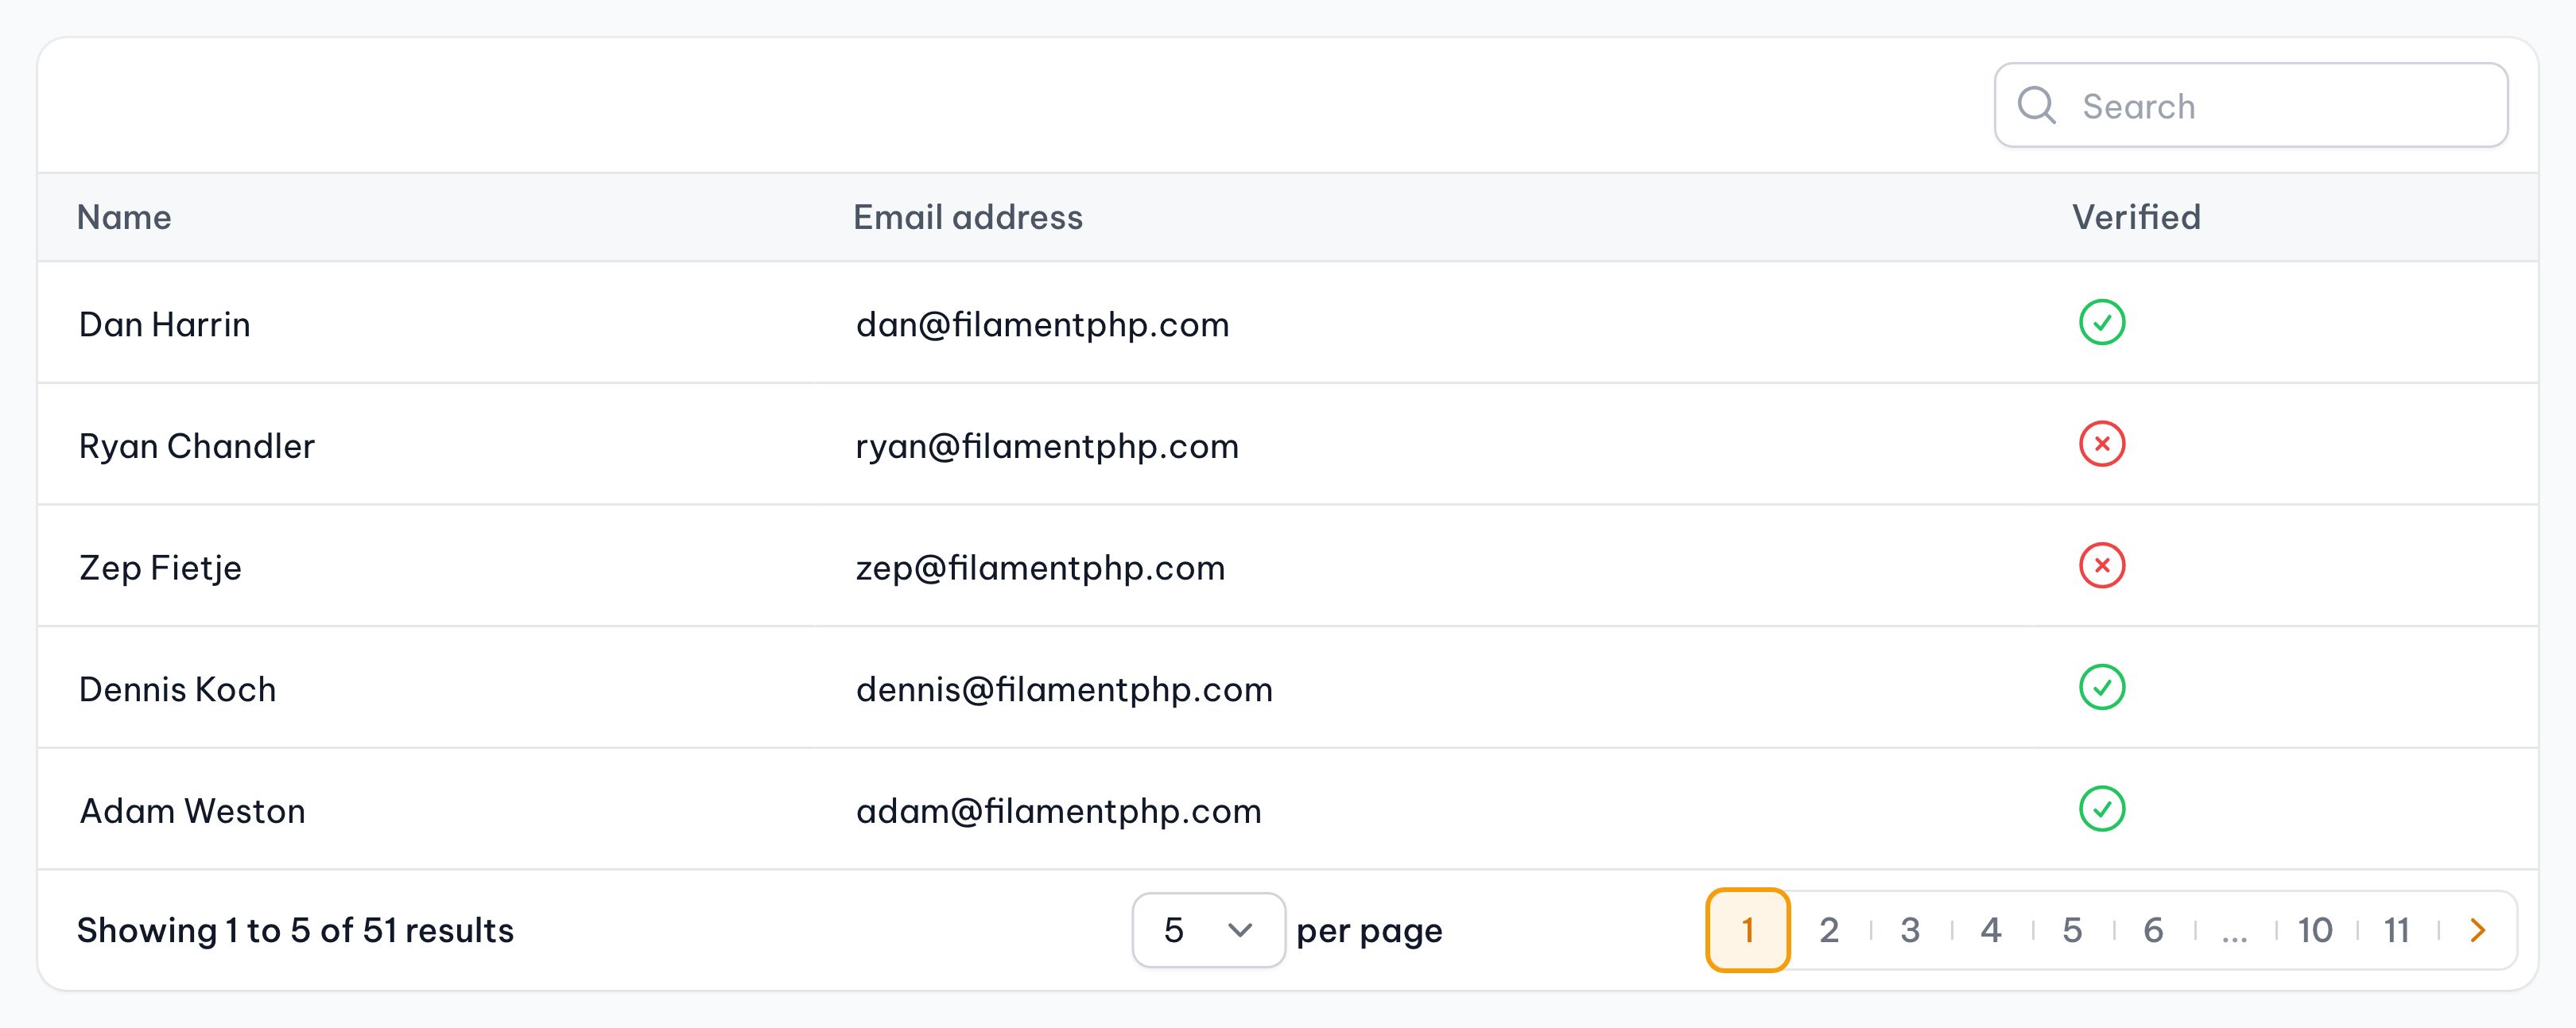 Search
Name Email address Verified
Dan Harrin dan@filamentphp.com
Ryan Chandler ryan@filamentphp.com
Zep Fietje zep@filamentphp.com
Dennis Koch dennis@filamentphp.com
Adam Weston adam@filamentphp.com
Showing 1 to 5 of 51 results 5 per page 1 2 3 4 5 6 ... 10 11